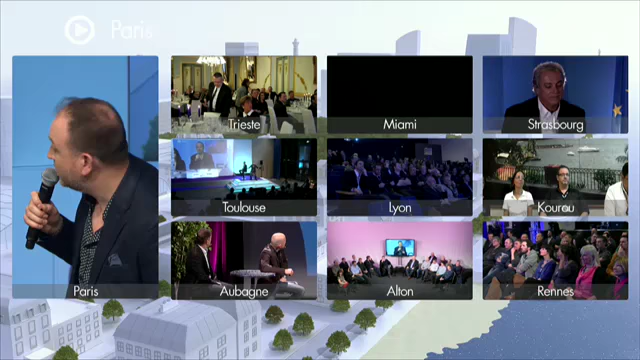 Paris
Trieste
Miami
Strasbourg
Toulouse
Lyon
Kourou
Paris
Aubagne
Alton
Rennes